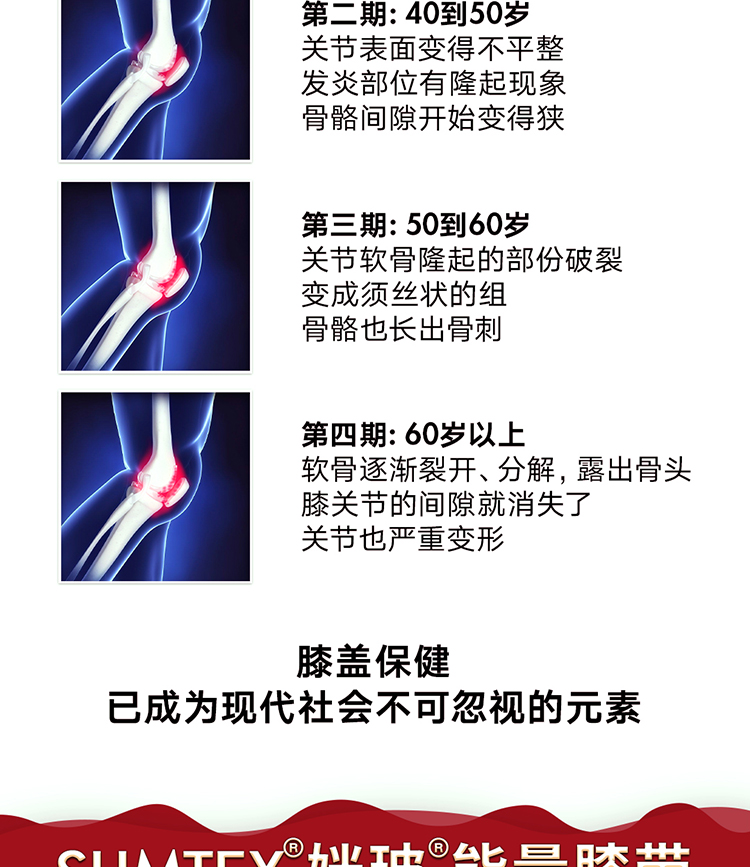 第二期: 40到50岁
关节表面变得不平整
发炎部位有隆起现象
骨骼间隙开始变得狭
第三期: 50到60岁
关节软骨隆起的部份破裂
变成须丝状的组
骨骼也长出骨刺
第四期: 60岁以上
软骨逐渐裂开、分解, 露出骨头
膝关节的间隙就消失了
关节也严重变形
膝盖保健
已成为现代社会不可忽视的元素
SUMTEX®姗玻®能量膝带